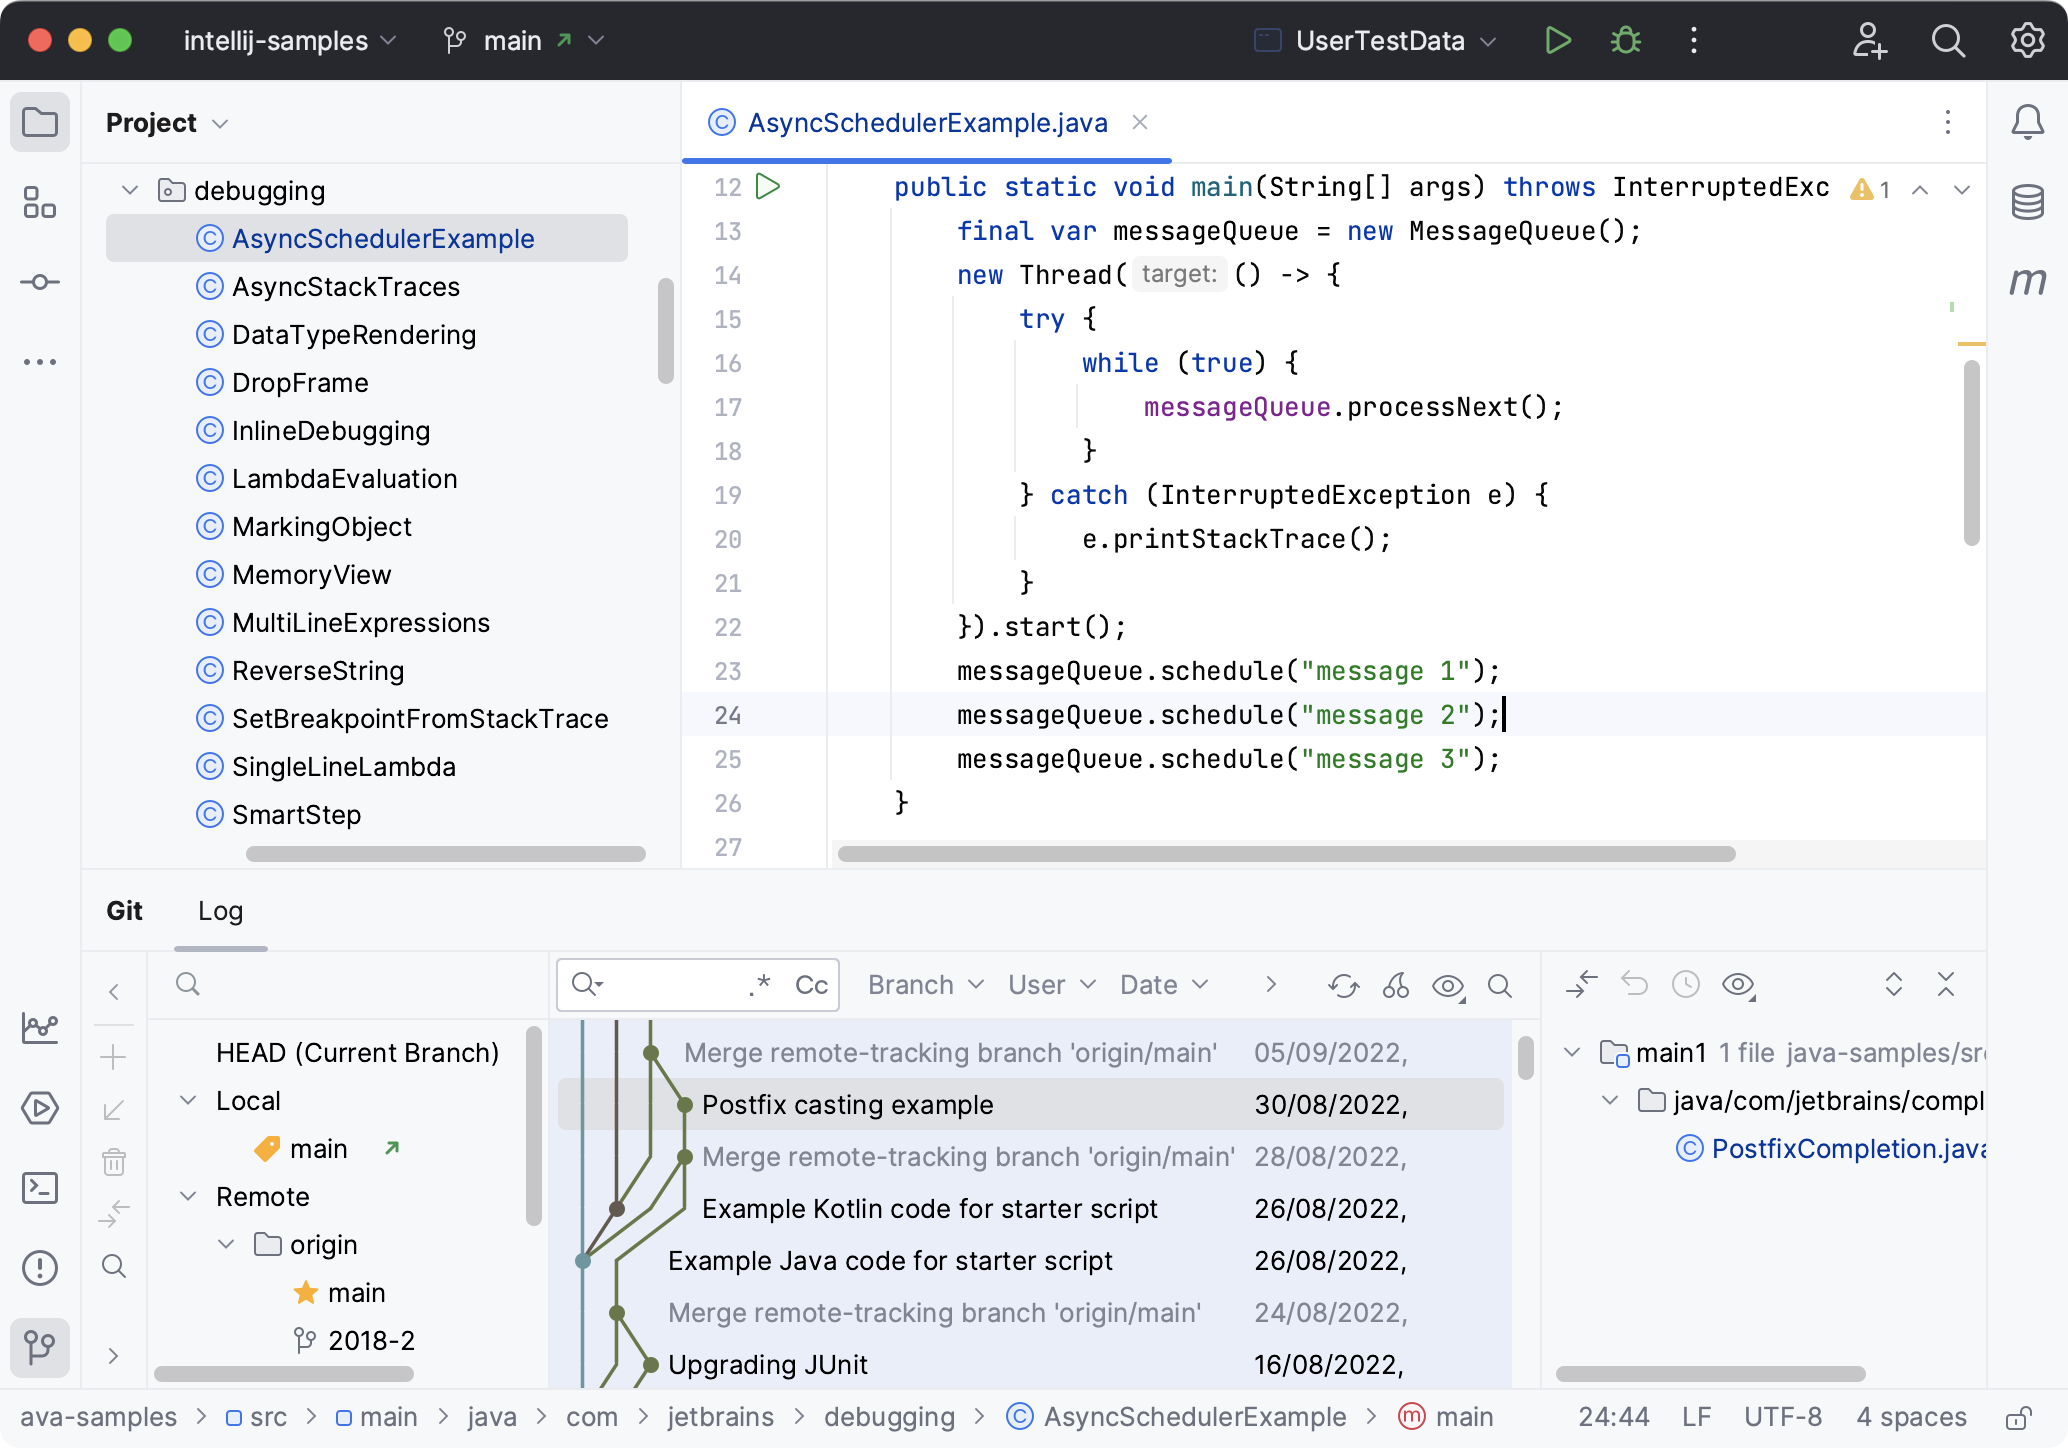 intellij-samples main UserTestData
Project
AsyncSchedulerExample.java
debugging
AsyncSchedulerExample
AsyncStackTraces
DataTypeRendering
DropFrame
InlineDebugging
LambdaEvaluation
MarkingObject
MemoryView
MultiLineExpressions
ReverseString
SetBreakpointFromStackTrace
SingleLineLambda
SmartStep
12 public static void main(String[] args) throws InterruptedExc 1
13 final var messageQueue = new MessageQueue();
14 new Thread( target: () -> {
15 try {
16 while (true) {
17 messageQueue.processNext();
18 }
19 } catch (InterruptedException e) {
20 e.printStackTrace();
21 }
22 }).start();
23 messageQueue.schedule("message 1");
24 messageQueue.schedule("message 2");
25 messageQueue.schedule("message 3");
26 }
27
m
Git Log
.* Cc Branch User Date
HEAD (Current Branch)
Local
main
Remote
origin
main
2018-2
Merge remote-tracking branch 'origin/main' 05/09/2022,
Postfix casting example 30/08/2022,
Merge remote-tracking branch 'origin/main' 28/08/2022,
Example Kotlin code for starter script 26/08/2022,
Example Java code for starter script 26/08/2022,
Merge remote-tracking branch 'origin/main' 24/08/2022,
Upgrading JUnit 16/08/2022,
main1 1 file java-samples/src
java/com/jetbrains/compl
PostfixCompletion.java
ava-samples > src > main > java > com > jetbrains > debugging > AsyncSchedulerExample > m main 24:44 LF UTF-8 4 spaces